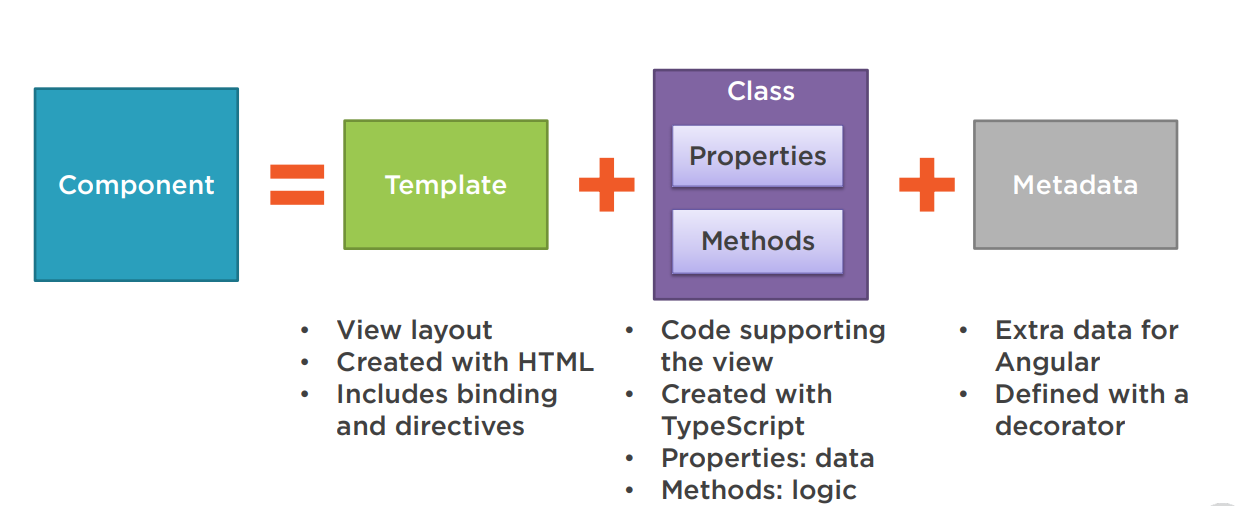 Component
=
Template
+
Class
Properties
Methods
+
Metadata
• View layout
• Created with HTML
• Includes binding
and directives
• Code supporting
the view
• Created with
TypeScript
• Properties: data
• Methods: logic
• Extra data for
Angular
• Defined with a
decorator